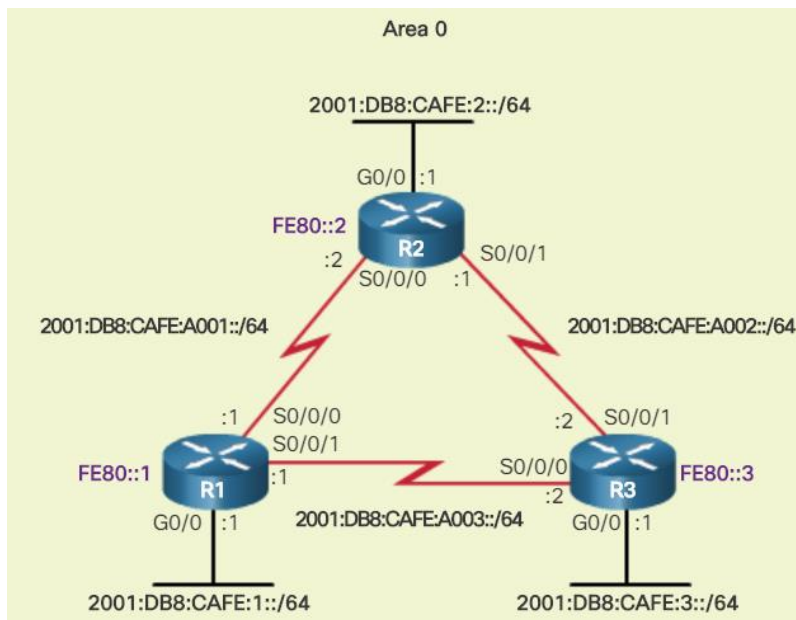 Area 0
2001:DB8:CAFE:2::/64
G0/0 :1
FE80::2
R2
:2
S0/0/0
:1
S0/0/1
2001:DB8:CAFE:A001::/64
2001:DB8:CAFE:A002::/64
:1
S0/0/0
:2
S0/0/1
FE80::1
R1
S0/0/1
:1
S0/0/0
:2
R3
FE80::3
G0/0 :1
2001:DB8:CAFE:A003::/64
G0/0 :1
2001:DB8:CAFE:1::/64
2001:DB8:CAFE:3::/64